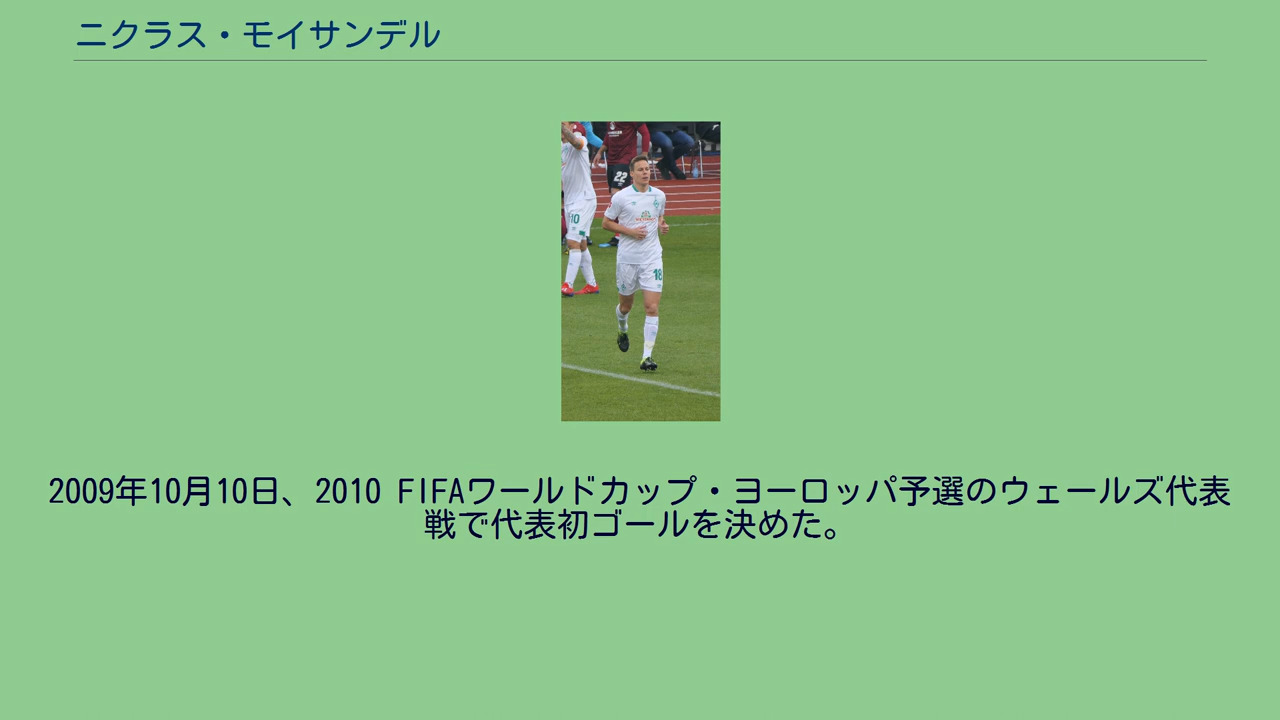 ニクラス・モイサンデル
22
10
18
2009年10月10日、2010 FIFAワールドカップ・ヨーロッパ予選のウェールズ代表
戦で代表初ゴールを決めた。